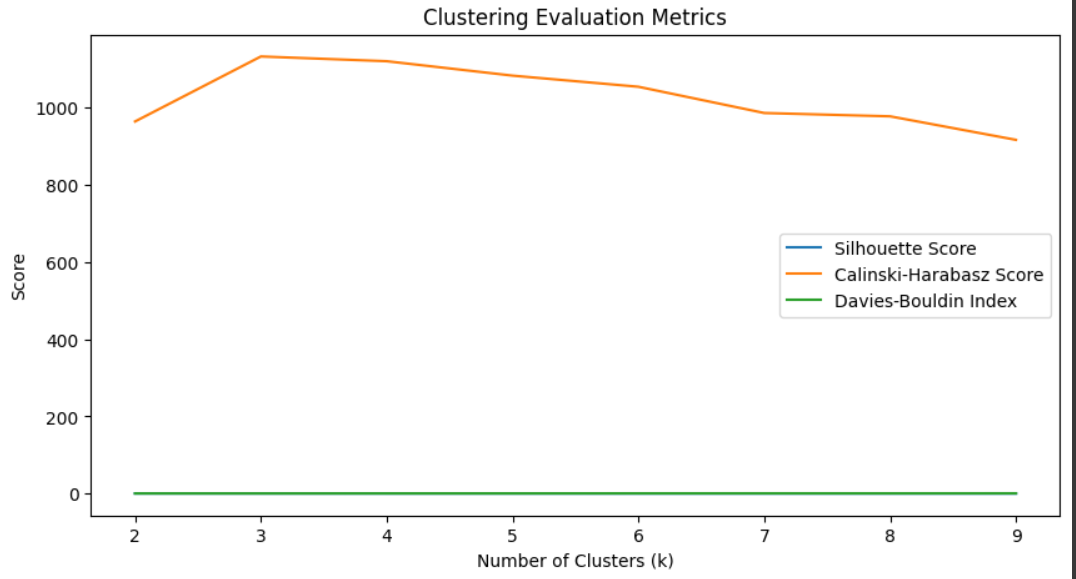 Clustering Evaluation Metrics
1000
800
600
400
200
0
Score
Silhouette Score
Calinski-Harabasz Score
Davies-Bouldin Index
2 3 4 5 6 7 8 9
Number of Clusters (k)